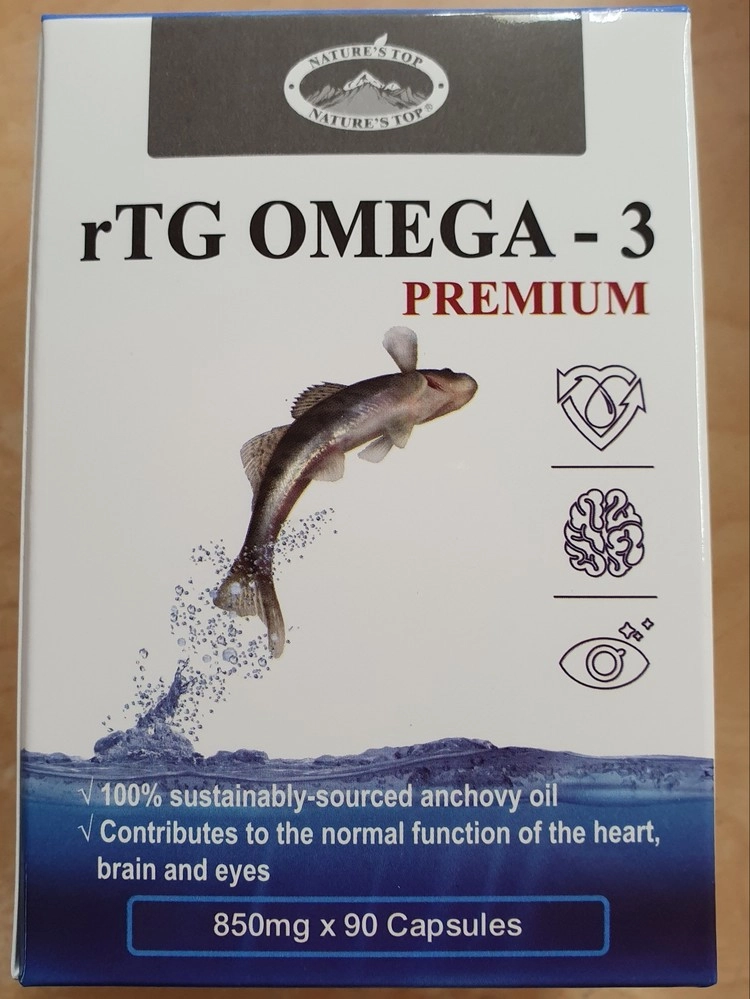 NATURE'S TOP
NATURE'S TOP®
rTG OMEGA - 3
PREMIUM
√ 100% sustainably-sourced anchovy oil
√ Contributes to the normal function of the heart,
brain and eyes
850mg x 90 Capsules